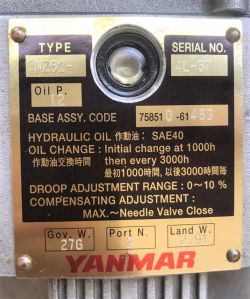 TYPE SERIAL NO.
NZ61-
Oil P.
12
BASE ASSY. CODE 758510-61483
HYDRAULIC OIL 作動油: SAE40
OIL CHANGE: Initial change at 1000h
作動油交換時間 then every 3000h
最初1000時間, 以後3000時間毎
DROOP ADJUSTMENT RANGE: 0~10%
COMPENSATING ADJUSTMENT:
MAX.~Needle Valve Close
Gov. W. Port N. Land W.
27G
YANMAR